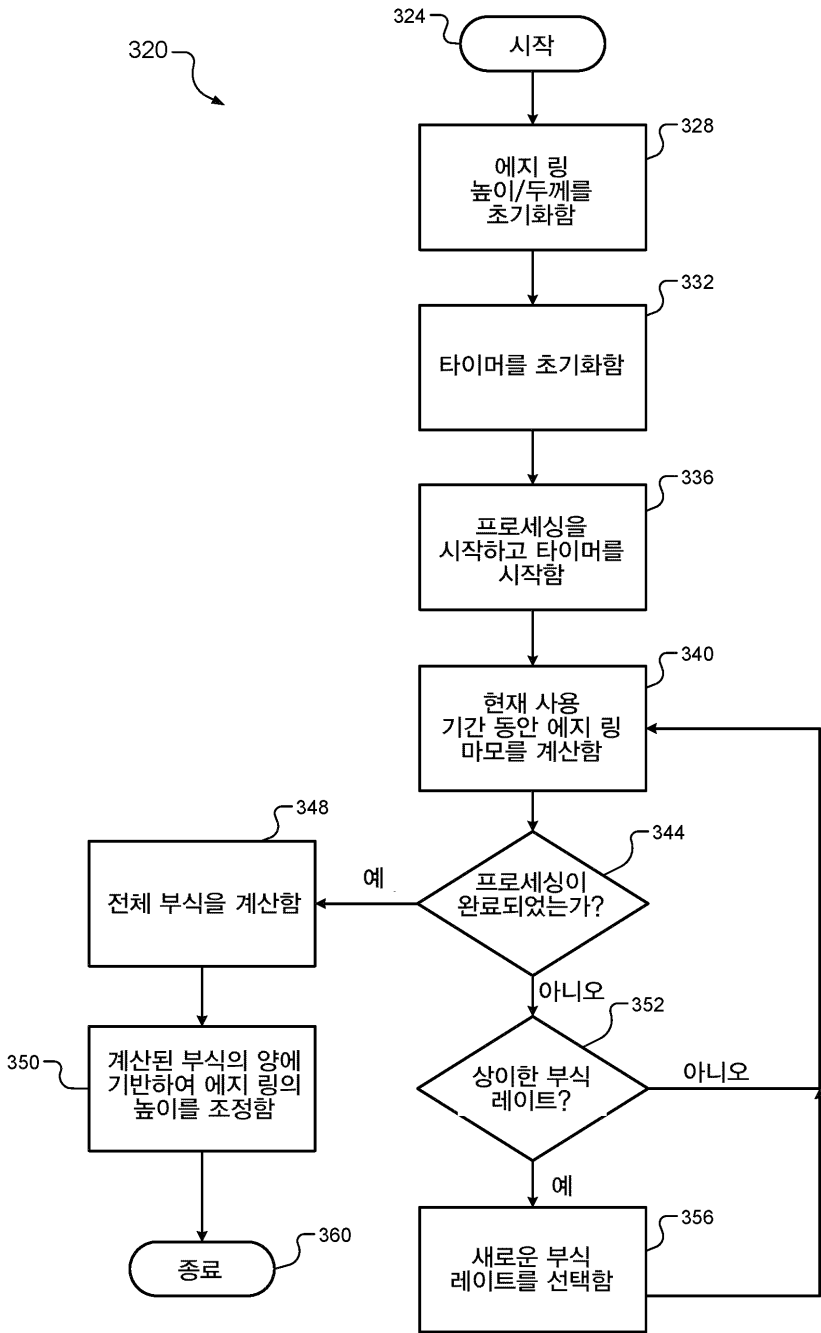 320
324
시작
328
에지 링
높이/두께를
초기화함
332
타이머를 초기화함
336
프로세싱을
시작하고 타이머를
시작함
340
현재 사용
기간 동안 에지 링
마모를 계산함
344
프로세싱이
완료되었는가?
예
348
전체 부식을 계산함
아니오
352
상이한 부식
레이트?
아니오
350
계산된 부식의 양에
기반하여 에지 링의
높이를 조정함
예
356
새로운 부식
레이트를 선택함
360
종료